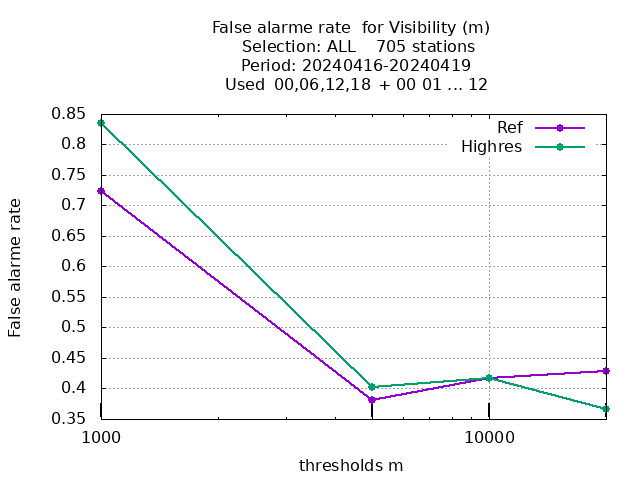 False alarme rate  for Visibility (m)
Selection: ALL    705 stations
Period: 20240416-20240419
Used  00,06,12,18  + 00 01 ... 12
Ref
Highres
0.85
0.8
0.75
0.7
0.65
0.6
0.55
0.5
0.45
0.4
0.35
False alarme rate
1000
10000
thresholds m